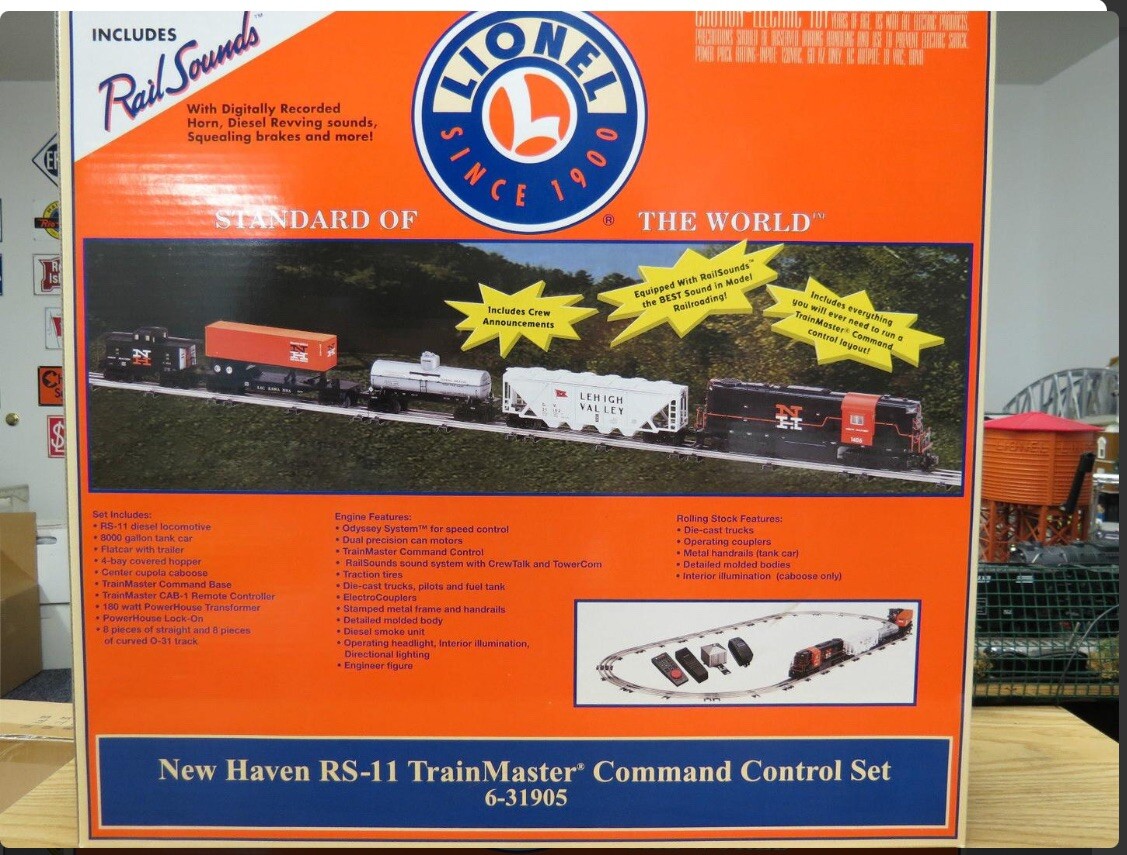 INCLUDES
RailSounds™
With Digitally Recorded
Horn, Diesel Revving sounds,
Squealing brakes and more!
LIONEL
L
SINCE 1900
®
CAUTION-ELECTRIC TOY
STANDARD OF THE WORLD™
Includes Crew
Announcements
Equipped With RailSounds™
the BEST Sound in Model
Railroading!
Includes everything
you will ever need to run a
TrainMaster® Command
control layout!
N
H
N
H
LEHIGH
VALLEY
N
H
Set Includes:
• RS-11 diesel locomotive
• 8000 gallon tank car
• Flatcar with trailer
• 4-bay covered hopper
• Center cupola caboose
• TrainMaster Command Base
• TrainMaster CAB-1 Remote Controller
• 180 watt PowerHouse Transformer
• PowerHouse Lock-On
• 8 pieces of straight and 8 pieces
of curved O-31 track
Engine Features:
• Odyssey System™ for speed control
• Dual precision can motors
• TrainMaster Command Control
• RailSounds sound system with CrewTalk and TowerCom
• Traction tires
• Die-cast trucks, pilots and fuel tank
• ElectroCouplers
• Stamped metal frame and handrails
• Detailed molded body
• Diesel smoke unit
• Operating headlight, Interior illumination,
Directional lighting
• Engineer figure
Rolling Stock Features:
• Die-cast trucks
• Operating couplers
• Metal handrails (tank car)
• Detailed molded bodies
• Interior illumination (caboose only)
New Haven RS-11 TrainMaster® Command Control Set
6-31905